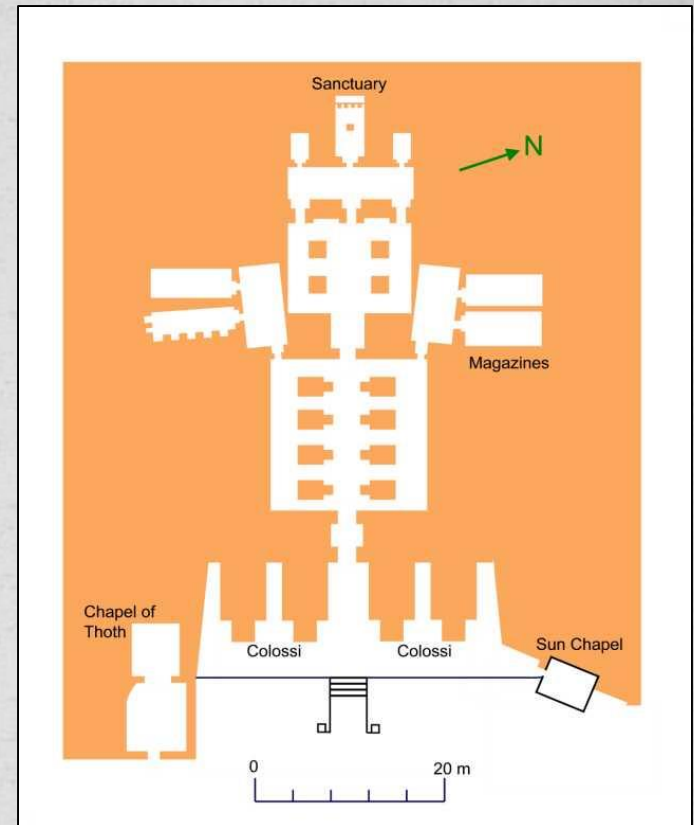 Sanctuary
N
Magazines
Chapel of
Thoth
Colossi
Colossi
Sun Chapel
0
20 m